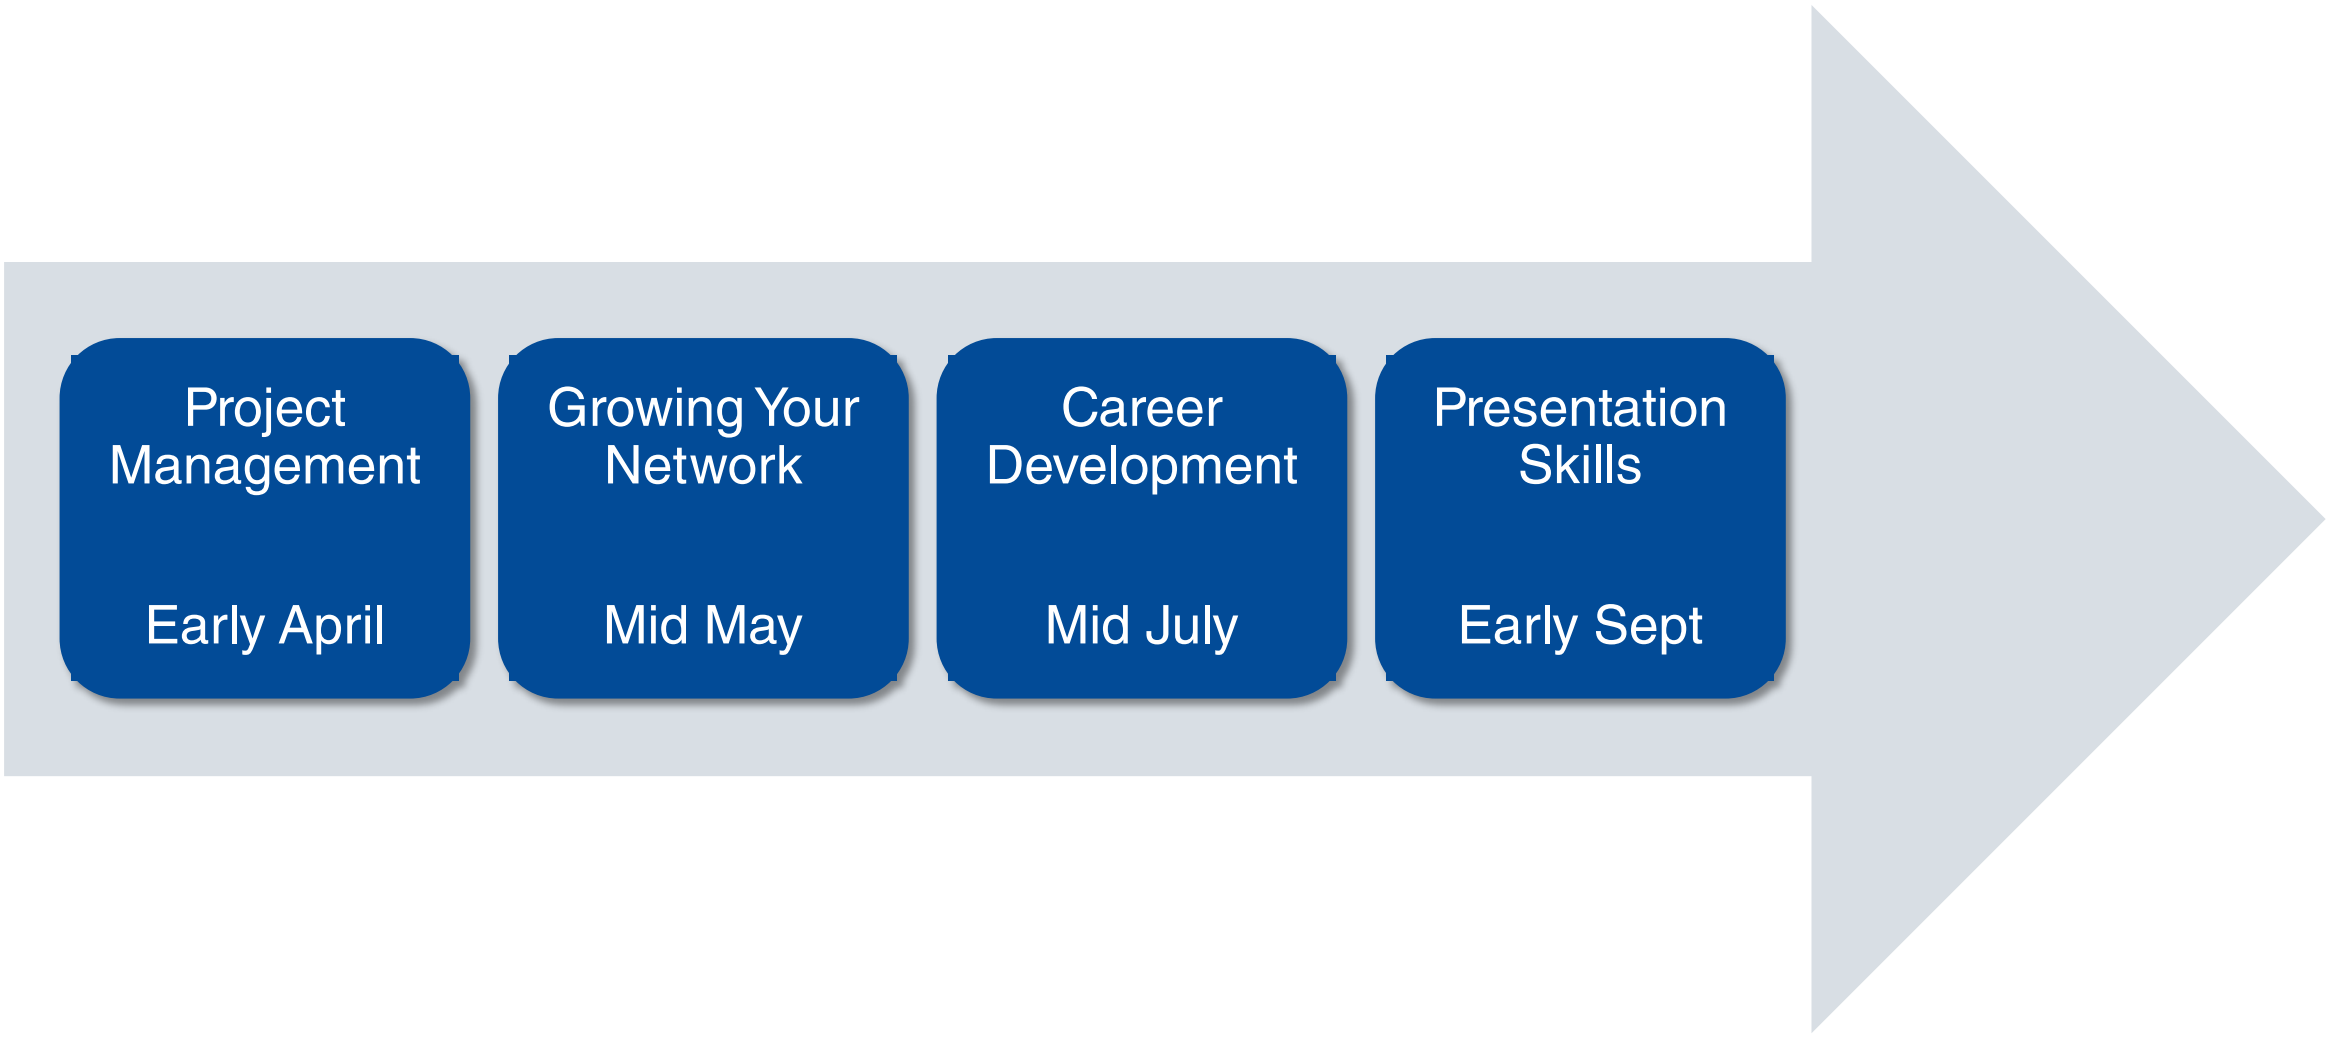 Project
Management
Early April
Growing Your
Network
Mid May
Career
Development
Mid July
Presentation
Skills
Early Sept